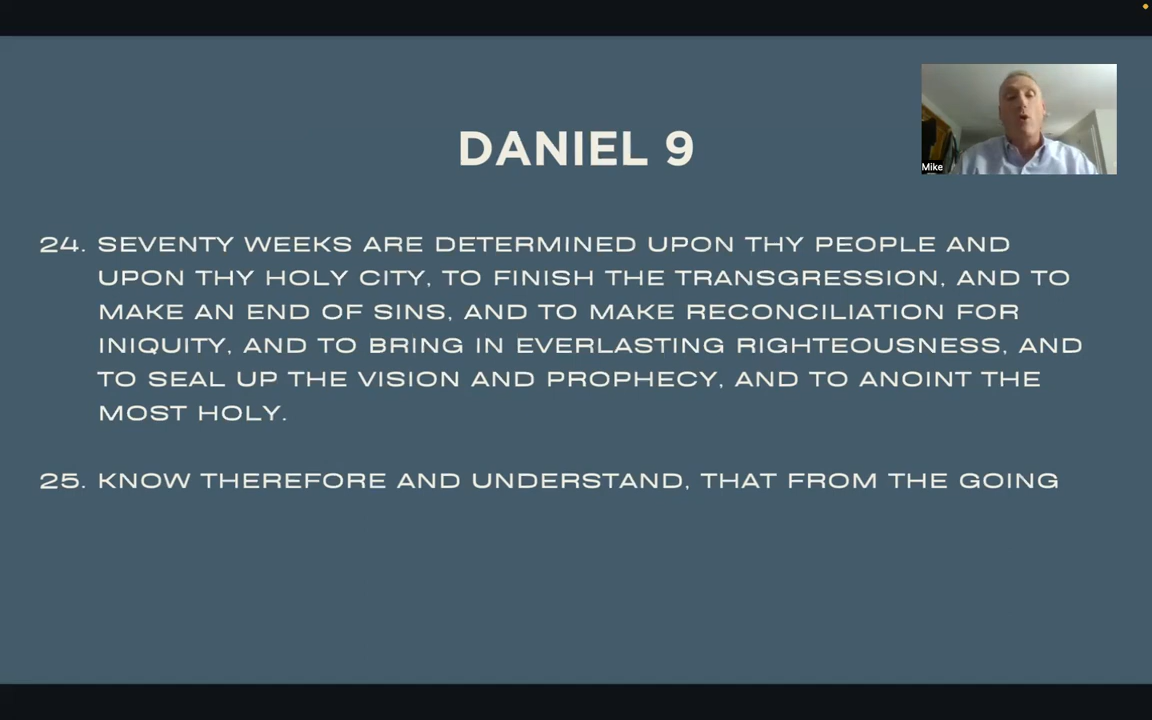 DANIEL 9
Mike
24. SEVENTY WEEKS ARE DETERMINED UPON THY PEOPLE AND
UPON THY HOLY CITY, TO FINISH THE TRANSGRESSION, AND TO
MAKE AN END OF SINS, AND TO MAKE RECONCILIATION FOR
INIQUITY, AND TO BRING IN EVERLASTING RIGHTEOUSNESS, AND
TO SEAL UP THE VISION AND PROPHECY, AND TO ANOINT THE
MOST HOLY.
25. KNOW THEREFORE AND UNDERSTAND, THAT FROM THE GOING